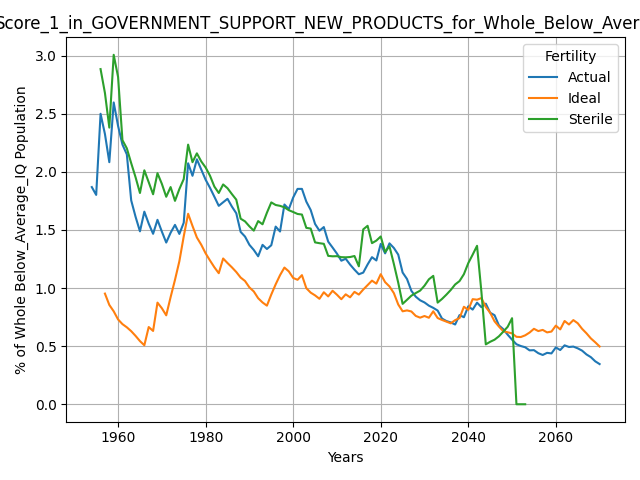 Score_1_in_GOVERNMENT_SUPPORT_NEW_PRODUCTS_for_Whole_Below_Aver
% of Whole Below_Average_IQ Population
3.0
2.5
2.0
1.5
1.0
0.5
0.0
Fertility
Actual
Ideal
Sterile
1960 1980 2000 2020 2040 2060
Years